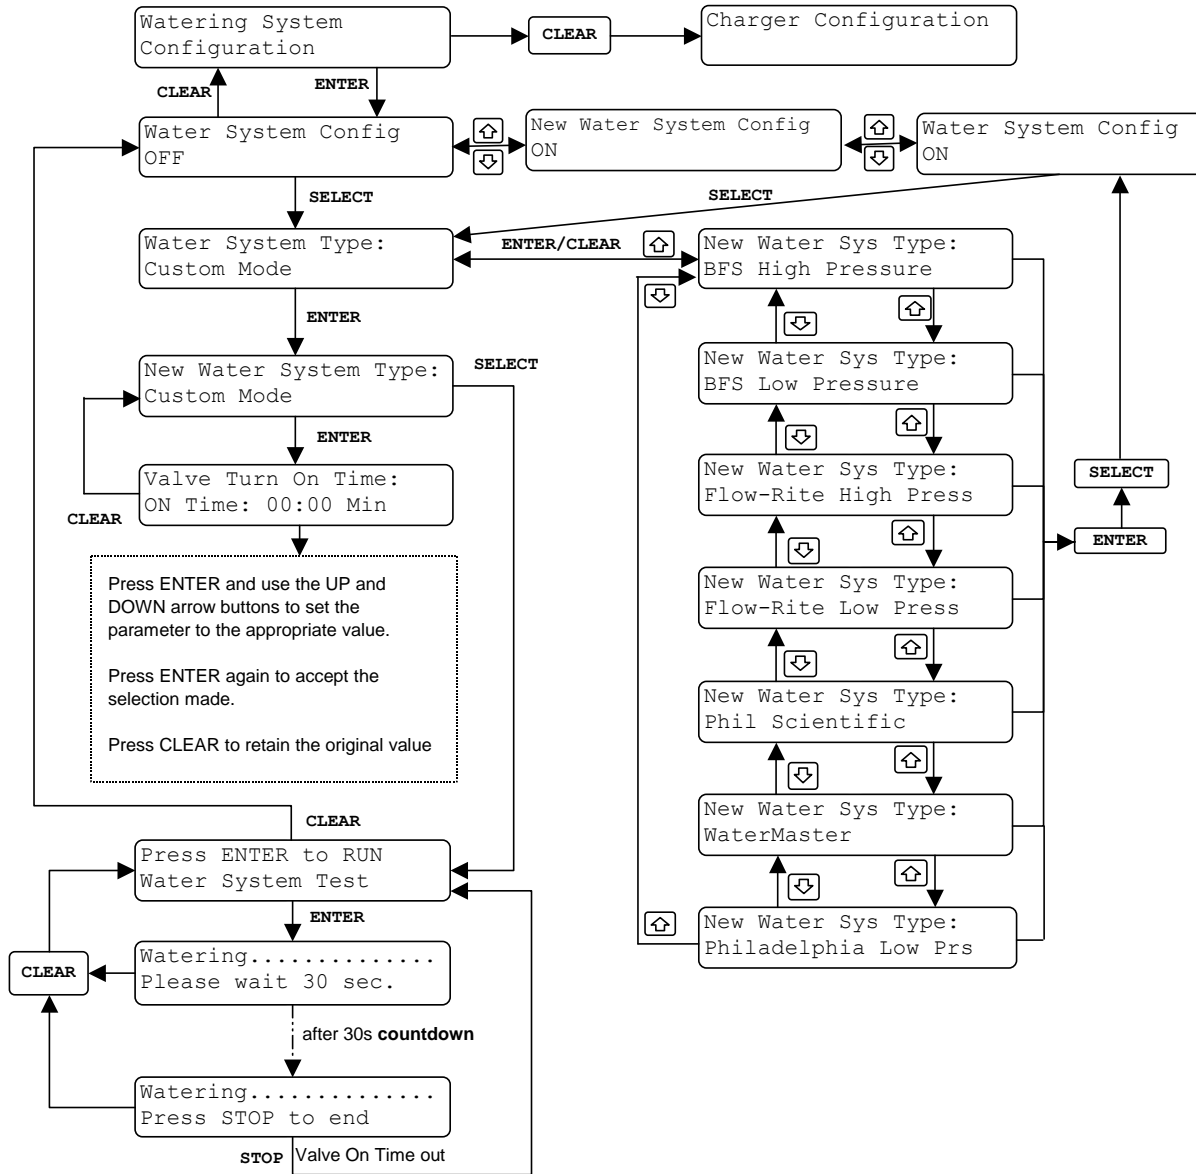 Watering System
Configuration
CLEAR
Charger Configuration
CLEAR
ENTER
Water System Config
OFF
New Water System Config
ON
Water System Config
ON
SELECT
SELECT
Water System Type:
Custom Mode
ENTER/CLEAR
New Water Sys Type:
BFS High Pressure
ENTER
New Water System Type:
Custom Mode
SELECT
New Water Sys Type:
BFS Low Pressure
ENTER
Valve Turn On Time:
ON Time: 00:00 Min
CLEAR
New Water Sys Type:
Flow-Rite High Press
SELECT
ENTER
Press ENTER and use the UP and
DOWN arrow buttons to set the
parameter to the appropriate value.
Press ENTER again to accept the
selection made.
Press CLEAR to retain the original value
New Water Sys Type:
Flow-Rite Low Press
New Water Sys Type:
Phil Scientific
New Water Sys Type:
WaterMaster
New Water Sys Type:
Philadelphia Low Prs
CLEAR
Press ENTER to RUN
Water System Test
ENTER
CLEAR
Watering..............
Please wait 30 sec.
after 30s countdown
Watering..............
Press STOP to end
STOP
Valve On Time out